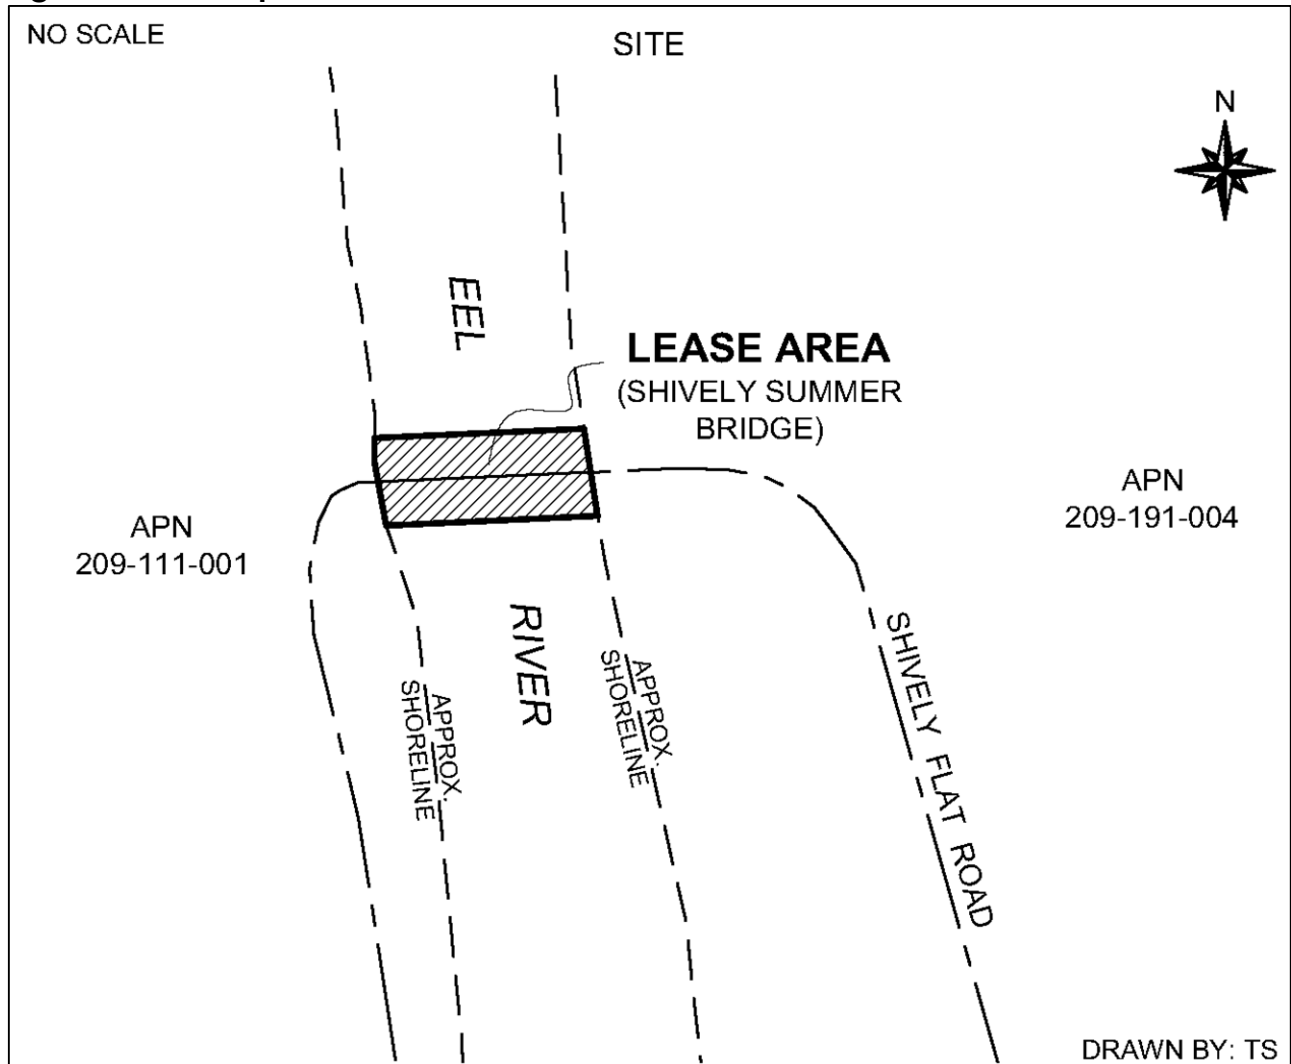 NO SCALE
SITE
N
EEL
LEASE AREA
(SHIVELY SUMMER
BRIDGE)
APN
209-111-001
APN
209-191-004
RIVER
APPROX.
SHORELINE
APPROX.
SHORELINE
SHIVELY FLAT ROAD
DRAWN BY: TS